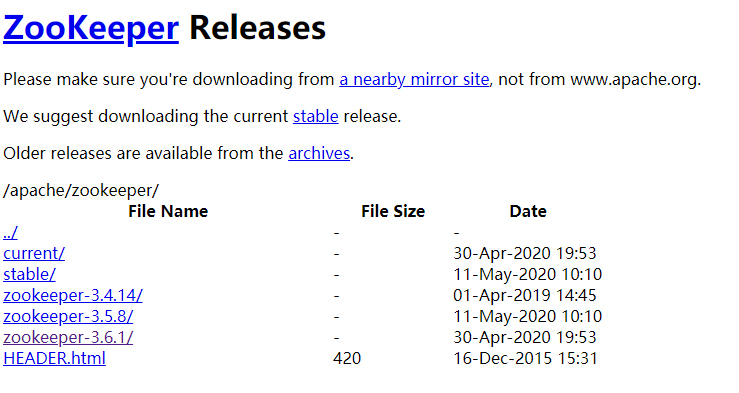 ZooKeeper Releases
Please make sure you're downloading from a nearby mirror site, not from www.apache.org.
We suggest downloading the current stable release.
Older releases are available from the archives.
/apache/zookeeper/
File Name File Size Date
../ - -
current/ - 30-Apr-2020 19:53
stable/ - 11-May-2020 10:10
zookeeper-3.4.14/ - 01-Apr-2019 14:45
zookeeper-3.5.8/ - 11-May-2020 10:10
zookeeper-3.6.1/ - 30-Apr-2020 19:53
HEADER.html 420 16-Dec-2015 15:31